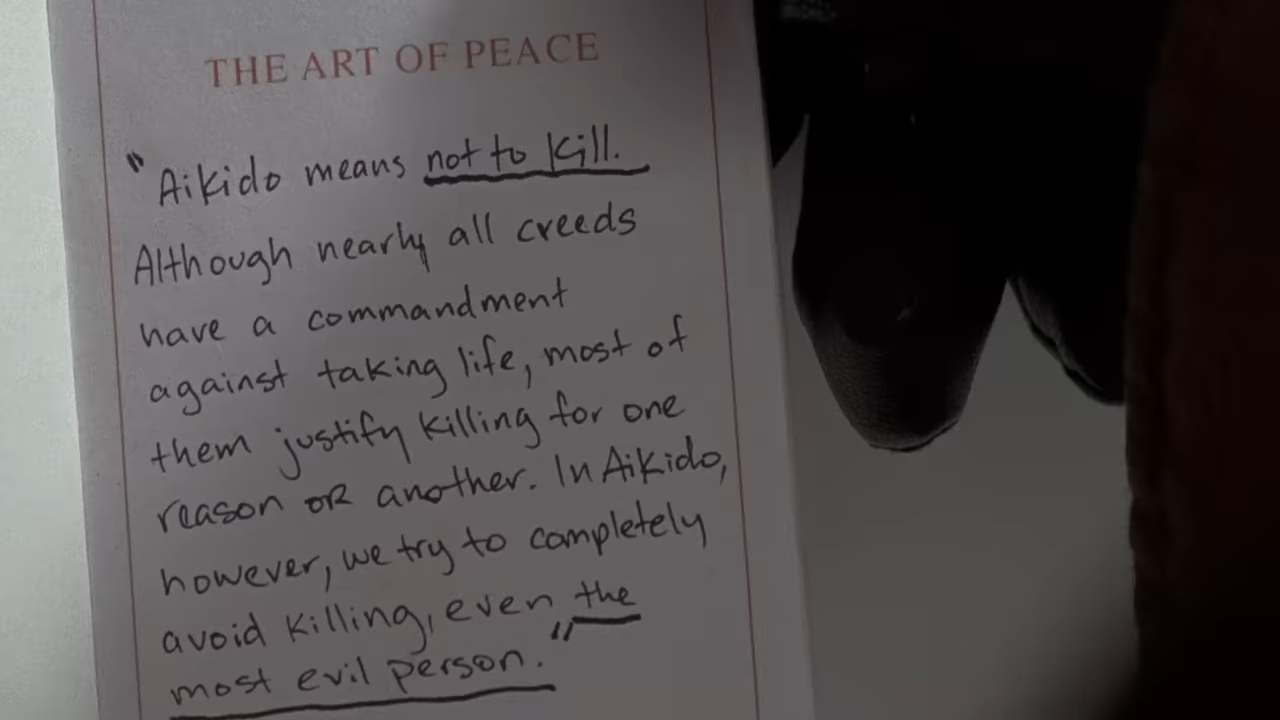 THE ART OF PEACE
"Aikido means not to kill.
Although nearly all creeds
have a commandment
against taking life, most of
them justify killing for one
reason or another. In Aikido,
however, we try to completely
avoid killing, even the
most evil person."